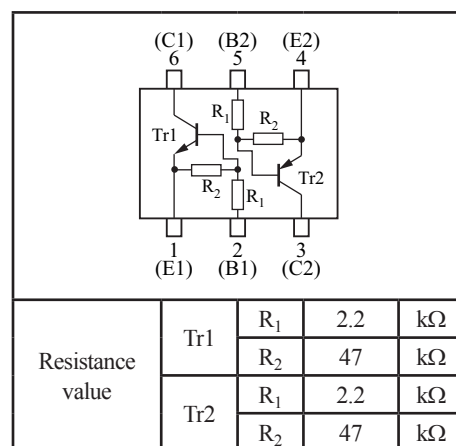 (C1) (B2) (E2)
6 5 4
R1
R2
Tr1
Tr2
R2
R1
1 2 3
(E1) (B1) (C2)
Resistance value
Tr1
R1 2.2 kΩ
R2 47 kΩ
Tr2
R1 2.2 kΩ
R2 47 kΩ